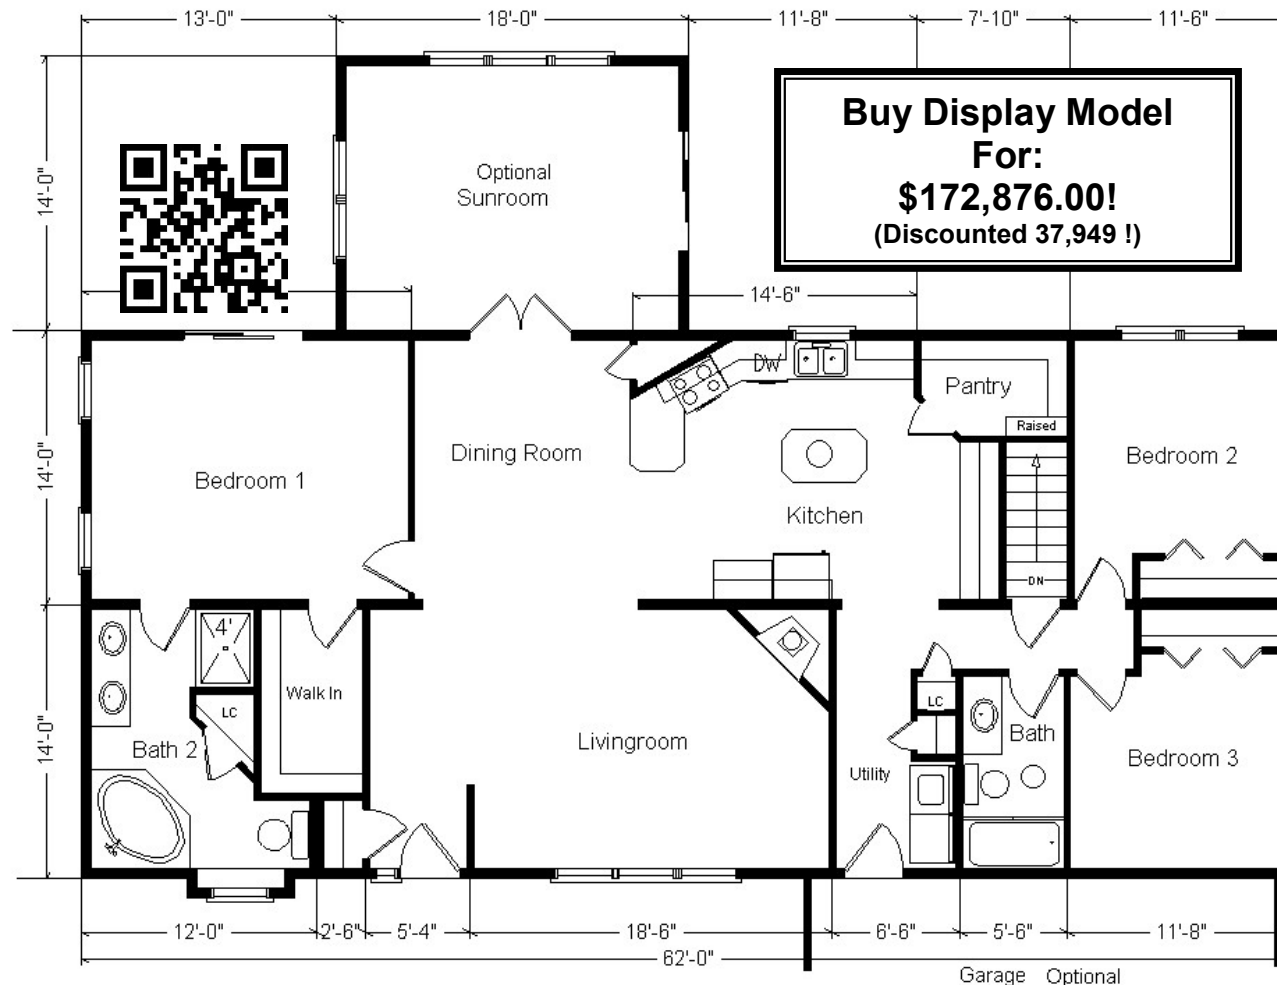 13'-0"
18'-0"
11'-8"
7'-10"
11'-6"
Buy Display Model
For:
$172,876.00!
(Discounted 37,949 !)
14'-0"
Optional
Sunroom
14'-6"
DW
Pantry
Raised
14'-0"
Bedroom 1
Dining Room
Kitchen
Bedroom 2
DN
14'-0"
4'
Walk In
LC
Bath 2
Livingroom
LC
Utility
Bath
Bedroom 3
12'-0"
2'-6"
5'-4"
18'-6"
6'-6"
5'-6"
11'-8"
62'-0"
Garage Optional